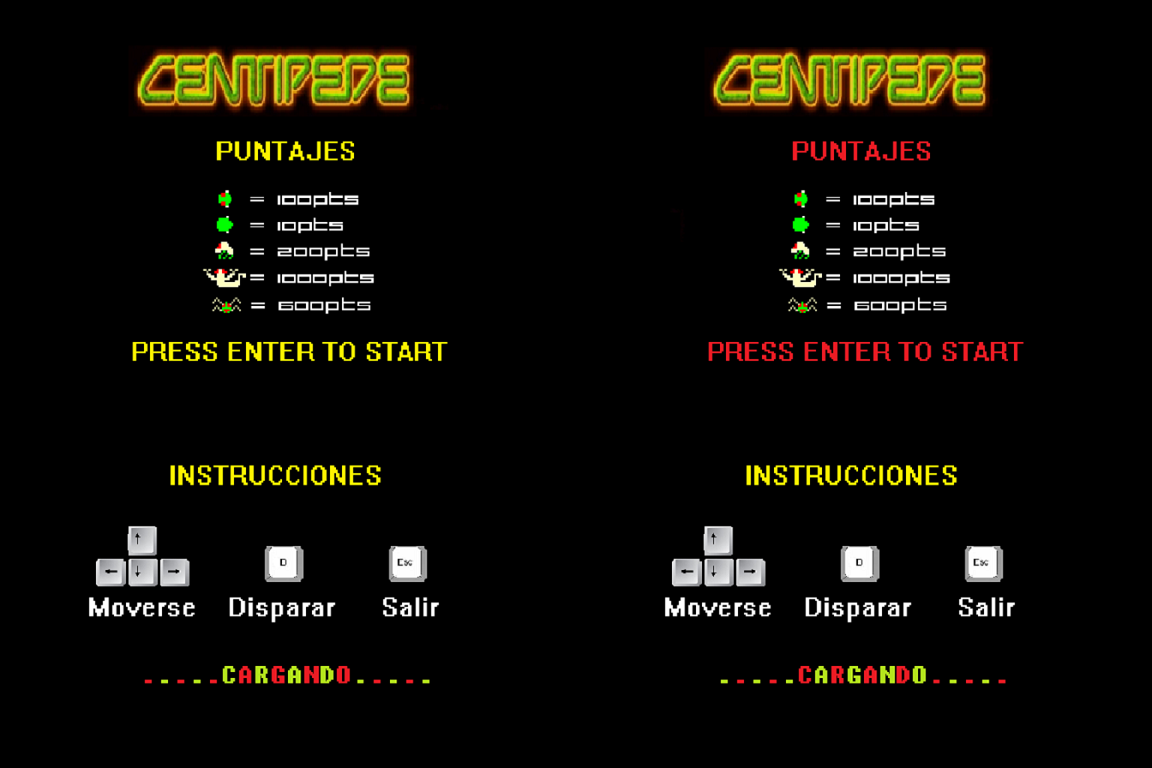 CENTIPEDE
PUNTAJES
= 100pts
= 10pts
= 200pts
= 1000pts
= 600pts
PRESS ENTER TO START
INSTRUCCIONES
↑
← ↓ →
D
Esc
Moverse Disparar Salir
.....CARGANDO.....
CENTIPEDE
PUNTAJES
= 100pts
= 10pts
= 200pts
= 1000pts
= 600pts
PRESS ENTER TO START
INSTRUCCIONES
↑
← ↓ →
D
Esc
Moverse Disparar Salir
.....CARGANDO.....